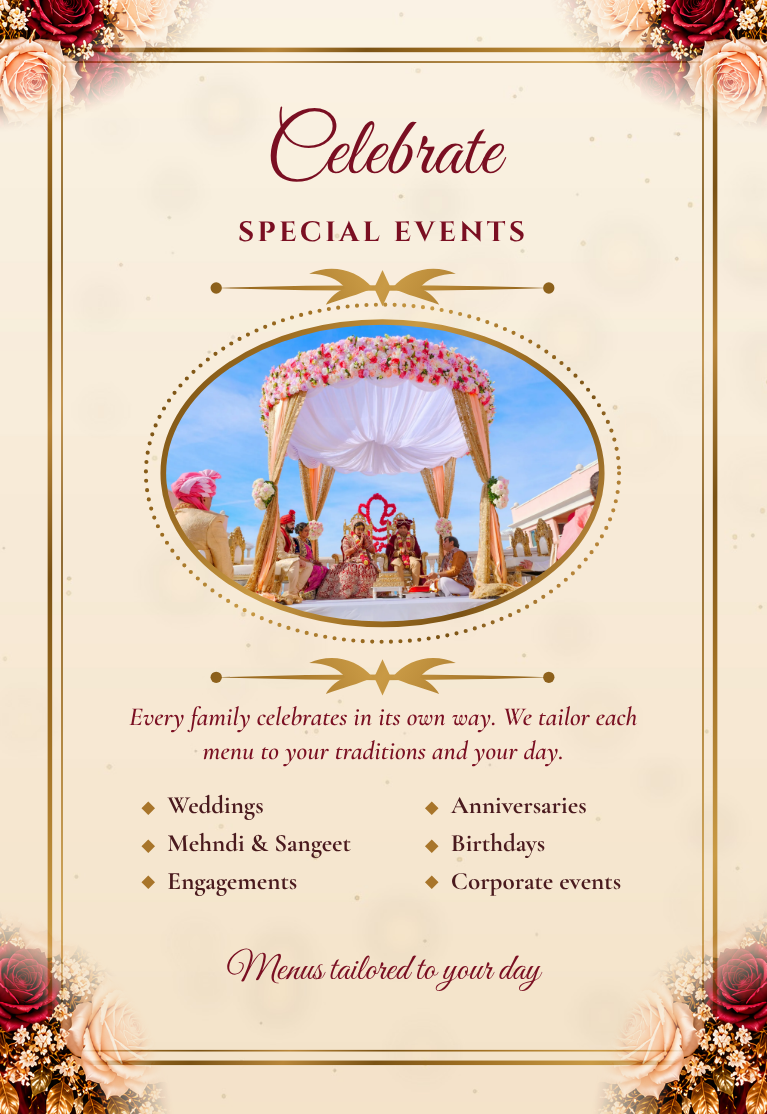 Celebrate
SPECIAL EVENTS
Every family celebrates in its own way. We tailor each
menu to your traditions and your day.
Weddings
Mehndi & Sangeet
Engagements
Anniversaries
Birthdays
Corporate events
Menus tailored to your day